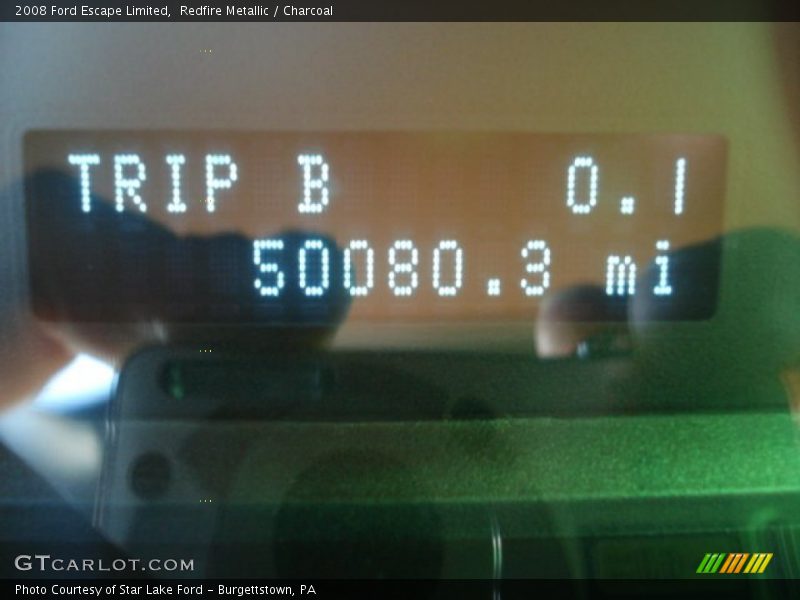 2008 Ford Escape Limited,  Redfire Metallic / Charcoal
TRIP B 0.1
50080.3 mi
GTCARLOT.COM
Photo Courtesy of Star Lake Ford - Burgettstown, PA